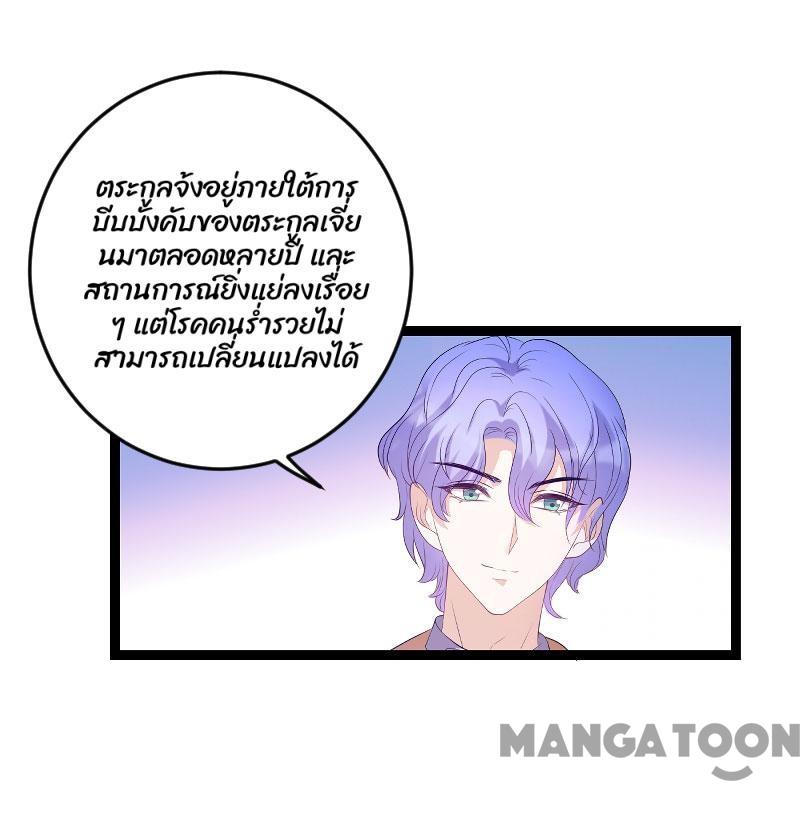 ตระกูลจ้งอยู่ภายใต้การ
บีบบังคับของตระกูลเจี่ย
นมาตลอดหลายปี และ
สถานการณ์ยิ่งแย่ลงเรื่อย
ๆ แต่โรคคนร่ำรวยไม่
สามารถเปลี่ยนแปลงได้
MANGATOON